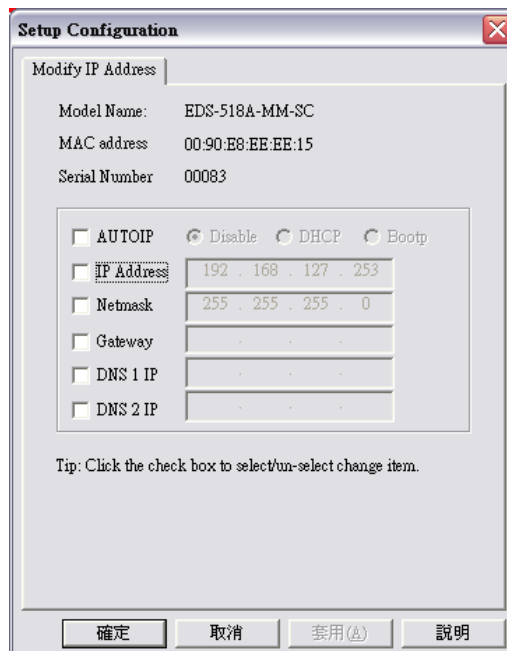 Setup Configuration
Modify IP Address
Model Name: EDS-518A-MM-SC
MAC address 00:90:E8:EE:EE:15
Serial Number 00083
AUTOIP Disable DHCP Bootp
IP Address 192 . 168 . 127 . 253
Netmask 255 . 255 . 255 . 0
Gateway . . .
DNS 1 IP . . .
DNS 2 IP . . .
Tip: Click the check box to select/un-select change item.
確定 取消 套用(A) 說明